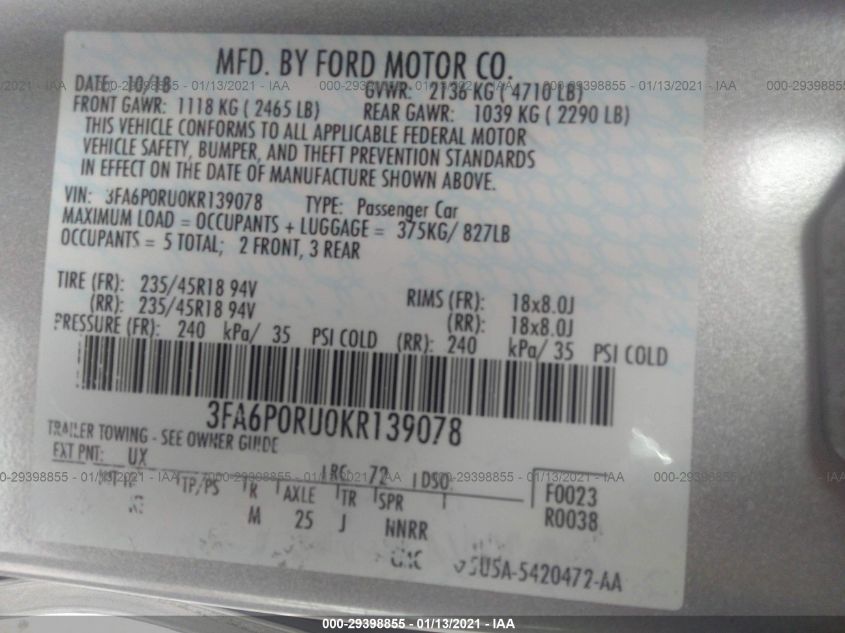 MFD. BY FORD MOTOR CO.
DATE: 10/18 GVWR: 2136 KG ( 4710 LB)
FRONT GAWR: 1118 KG ( 2465 LB) REAR GAWR: 1039 KG ( 2290 LB)
THIS VEHICLE CONFORMS TO ALL APPLICABLE FEDERAL MOTOR
VEHICLE SAFETY, BUMPER, AND THEFT PREVENTION STANDARDS
IN EFFECT ON THE DATE OF MANUFACTURE SHOWN ABOVE.
VIN: 3FA6P0RU0KR139078 TYPE: Passenger Car
MAXIMUM LOAD = OCCUPANTS + LUGGAGE = 375KG/ 827LB
OCCUPANTS = 5 TOTAL; 2 FRONT, 3 REAR
TIRE (FR): 235/45R18 94V RIMS (FR): 18x8.0J
(RR): 235/45R18 94V (RR): 18x8.0J
PRESSURE (FR): 240 kPa/ 35 PSI COLD (RR): 240 kPa/ 35 PSI COLD
3FA6P0RU0KR139078
TRAILER TOWING - SEE OWNER GUIDE
EXT PNT: UX RC: 72 DSO: F0023
TP/PS R AXLE TR SPR R0038
M 25 J NNRR
5U5A-5420472-AA
000-29398855 01/13/2021 - IAA